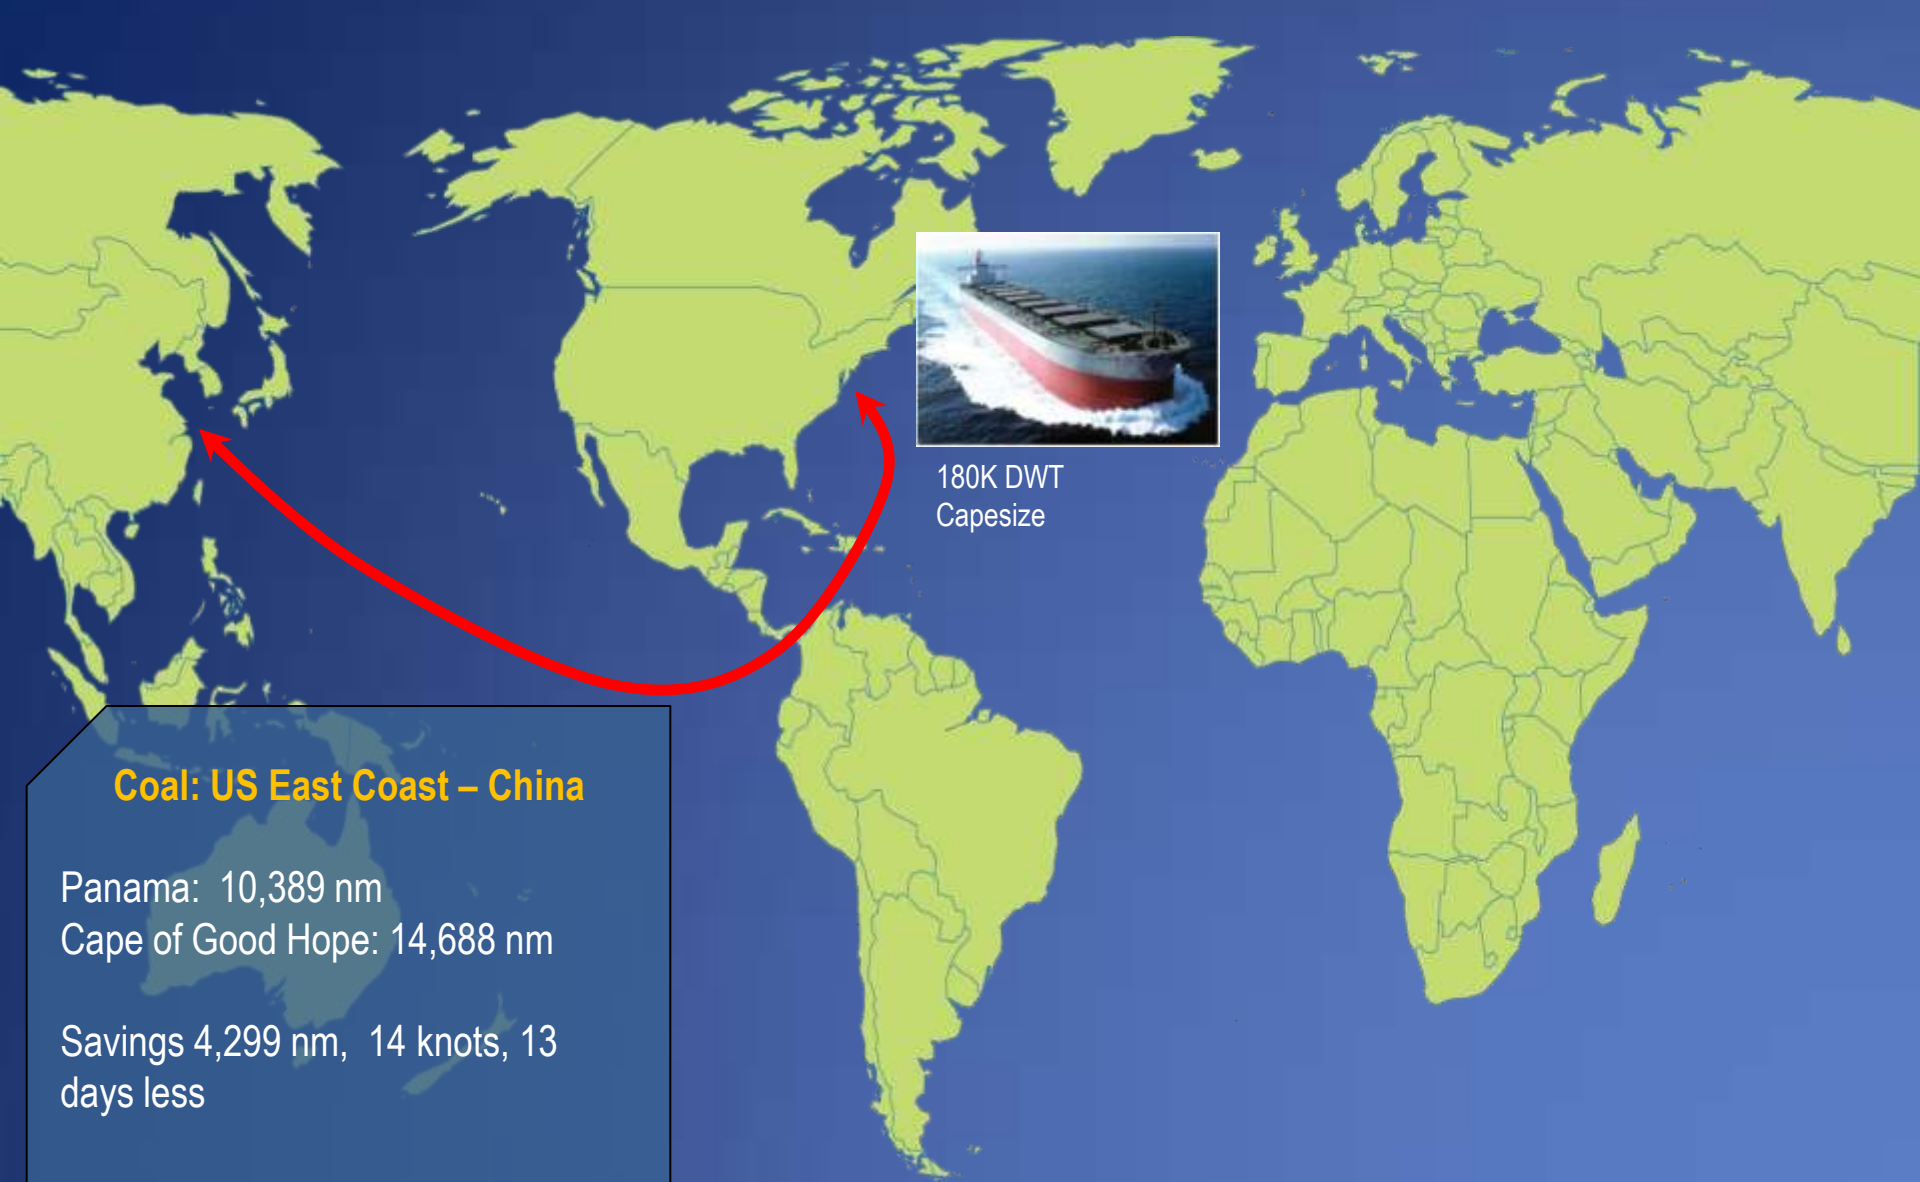 180K DWT
Capesize
Coal: US East Coast – China
Panama:  10,389 nm
Cape of Good Hope: 14,688 nm
Savings 4,299 nm,  14 knots, 13
days less